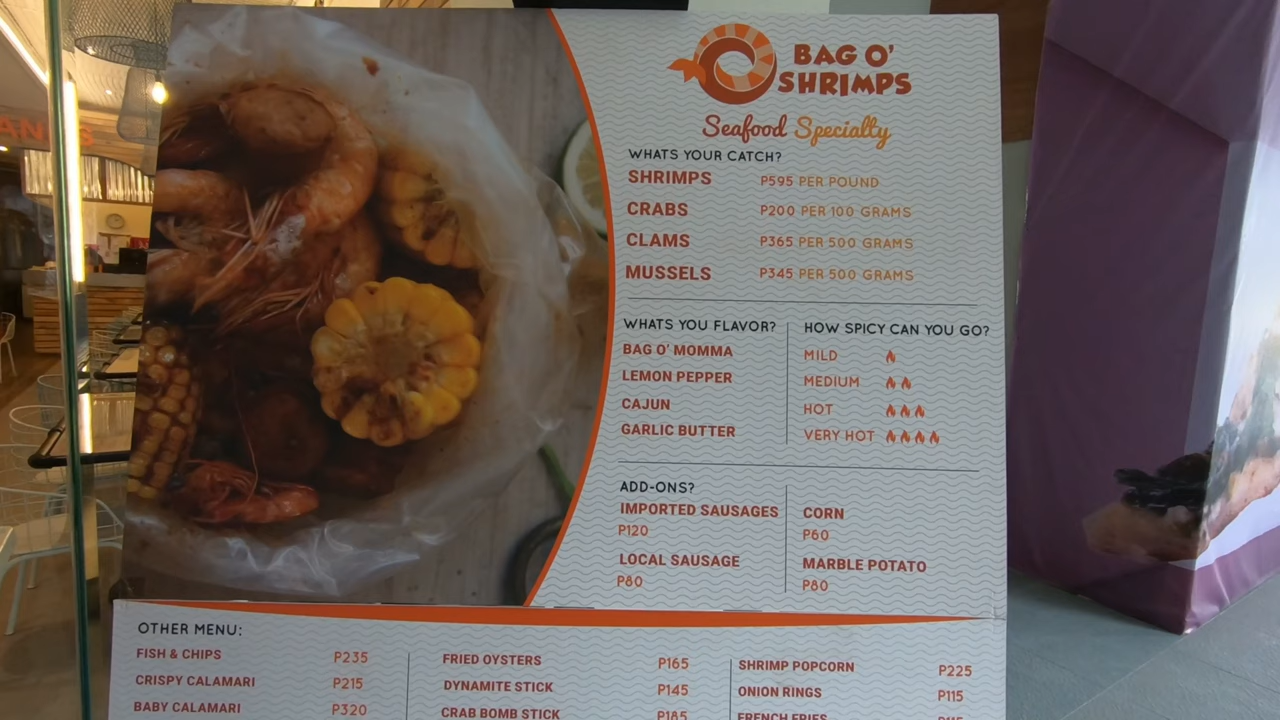 BAG O'
SHRIMPS
Seafood Specialty
WHATS YOUR CATCH?
SHRIMPS P595 PER POUND
CRABS P200 PER 100 GRAMS
CLAMS P365 PER 500 GRAMS
MUSSELS P345 PER 500 GRAMS
WHATS YOU FLAVOR?
BAG O' MOMMA
LEMON PEPPER
CAJUN
GARLIC BUTTER
HOW SPICY CAN YOU GO?
MILD
MEDIUM
HOT
VERY HOT
ADD-ONS?
IMPORTED SAUSAGES
P120
LOCAL SAUSAGE
P80
CORN
P60
MARBLE POTATO
P80
OTHER MENU:
FISH & CHIPS P235
CRISPY CALAMARI P215
BABY CALAMARI P320
FRIED OYSTERS P165
DYNAMITE STICK P145
CRAB BOMB STICK P185
SHRIMP POPCORN P225
ONION RINGS P115
FRENCH FRIES